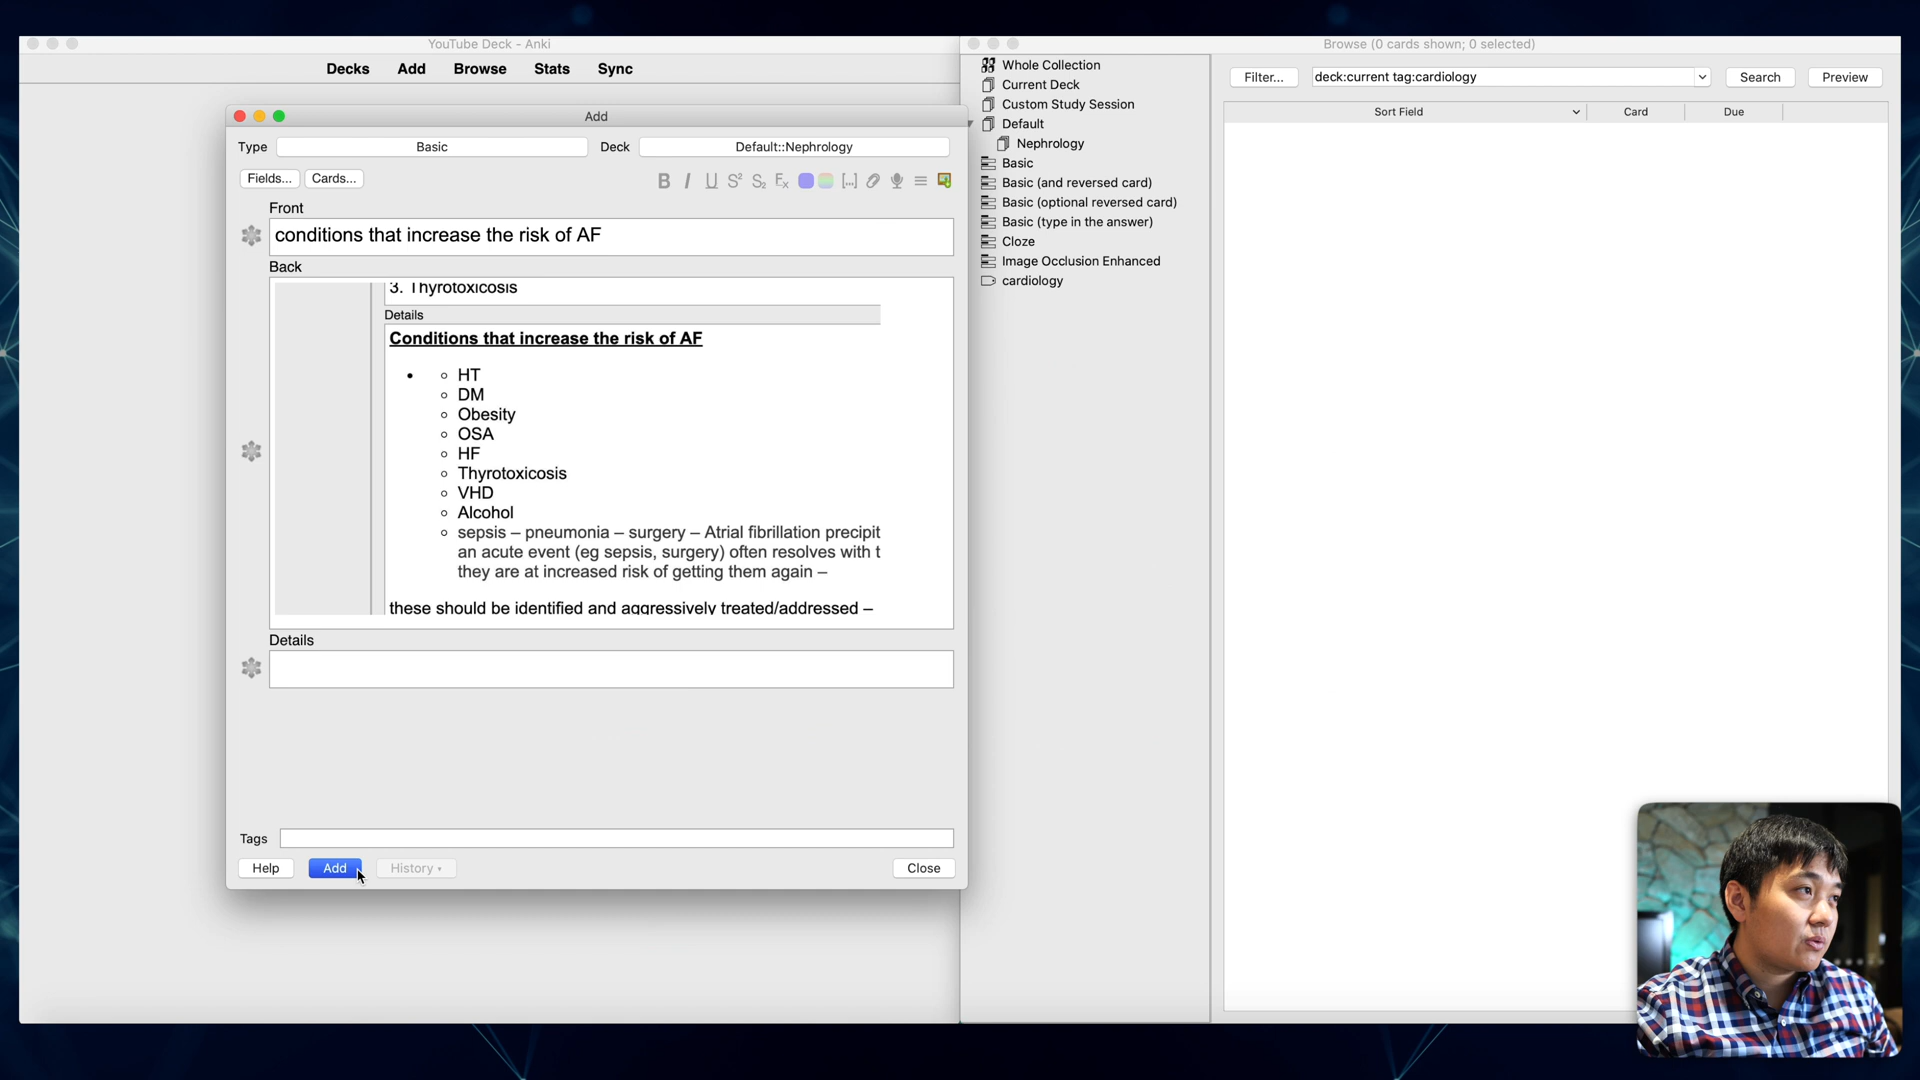 YouTube Deck - Anki
Decks Add Browse Stats Sync
Add
Type Basic Deck Default::Nephrology
Fields... Cards...
B I U S² S₂ Ex [...]
Front
conditions that increase the risk of AF
Back
3. Thyrotoxicosis
Details
Conditions that increase the risk of AF
HT
DM
Obesity
OSA
HF
Thyrotoxicosis
VHD
Alcohol
sepsis – pneumonia – surgery – Atrial fibrillation precipit
an acute event (eg sepsis, surgery) often resolves with t
they are at increased risk of getting them again –
these should be identified and aggressively treated/addressed –
Details
Tags
Help Add History Close
Browse (0 cards shown; 0 selected)
Whole Collection
Current Deck
Custom Study Session
Default
Nephrology
Basic
Basic (and reversed card)
Basic (optional reversed card)
Basic (type in the answer)
Cloze
Image Occlusion Enhanced
cardiology
Filter... deck:current tag:cardiology Search Preview
Sort Field Card Due